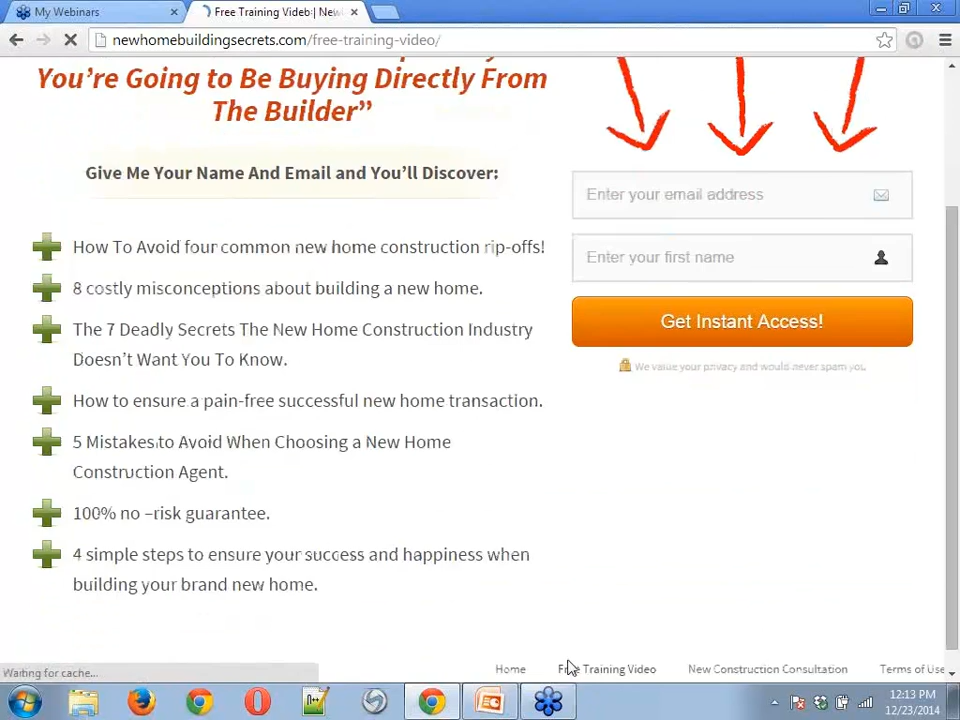 My Webinars
Free Training Video | New
newhomebuildingsecrets.com/free-training-video/
You're Going to Be Buying Directly From
The Builder”
Give Me Your Name And Email and You'll Discover:
How To Avoid four common new home construction rip-offs!
8 costly misconceptions about building a new home.
The 7 Deadly Secrets The New Home Construction Industry
Doesn't Want You To Know.
How to ensure a pain-free successful new home transaction.
5 Mistakes to Avoid When Choosing a New Home
Construction Agent.
100% no –risk guarantee.
4 simple steps to ensure your success and happiness when
building your brand new home.
Enter your email address
Enter your first name
Get Instant Access!
We value your privacy and would never spam you
Home
Free Training Video
New Construction Consultation
Terms of Use
Waiting for cache...
12:13 PM
12/23/2014